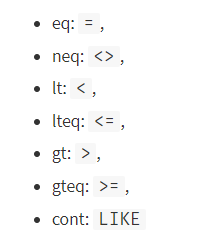 • eq: = ,
• neq: <> ,
• lt: < ,
• lteq: <= ,
• gt: > ,
• gteq: >= ,
• cont: LIKE